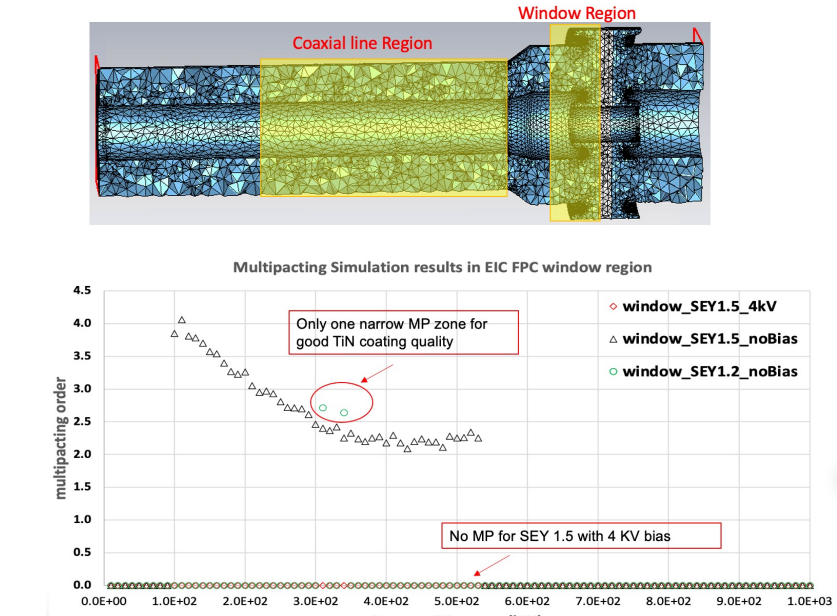 Window Region
Coaxial line Region
Multipacting Simulation results in EIC FPC window region
multipacting order
4.5
4.0
3.5
3.0
2.5
2.0
1.5
1.0
0.5
0.0
Only one narrow MP zone for
good TiN coating quality
window_SEY1.5_4kV
window_SEY1.5_noBias
window_SEY1.2_noBias
No MP for SEY 1.5 with 4 KV bias
0.0E+00 1.0E+02 2.0E+02 3.0E+02 4.0E+02 5.0E+02 6.0E+02 7.0E+02 8.0E+02 9.0E+02 1.0E+03